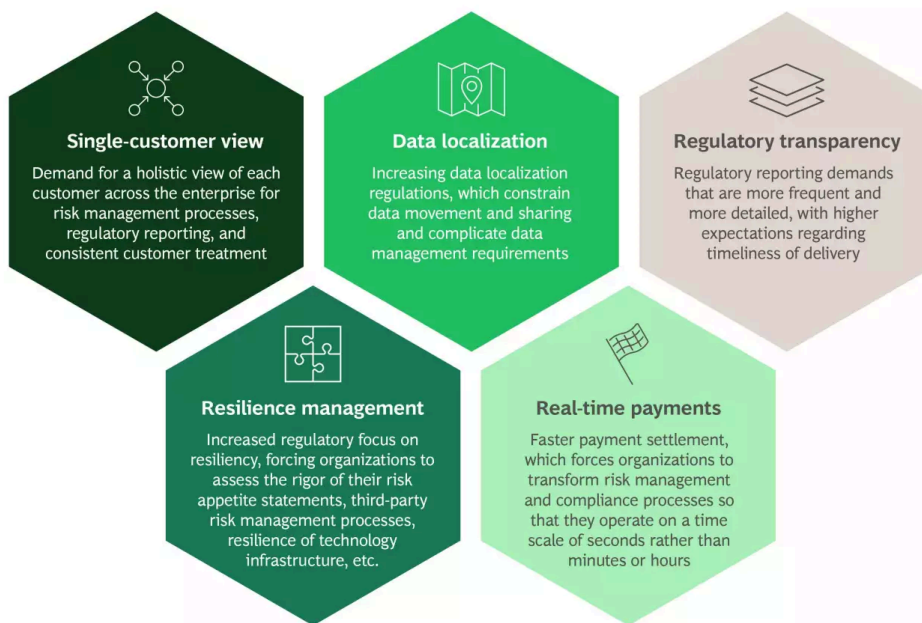 Single-customer view
Demand for a holistic view of each
customer across the enterprise for
risk management processes,
regulatory reporting, and
consistent customer treatment
Data localization
Increasing data localization
regulations, which constrain
data movement and sharing
and complicate data
management requirements
Regulatory transparency
Regulatory reporting demands
that are more frequent and
more detailed, with higher
expectations regarding
timeliness of delivery
Resilience management
Increased regulatory focus on
resiliency, forcing organizations to
assess the rigor of their risk
appetite statements, third-party
risk management processes,
resilience of technology
infrastructure, etc.
Real-time payments
Faster payment settlement,
which forces organizations to
transform risk management
and compliance processes so
that they operate on a time
scale of seconds rather than
minutes or hours